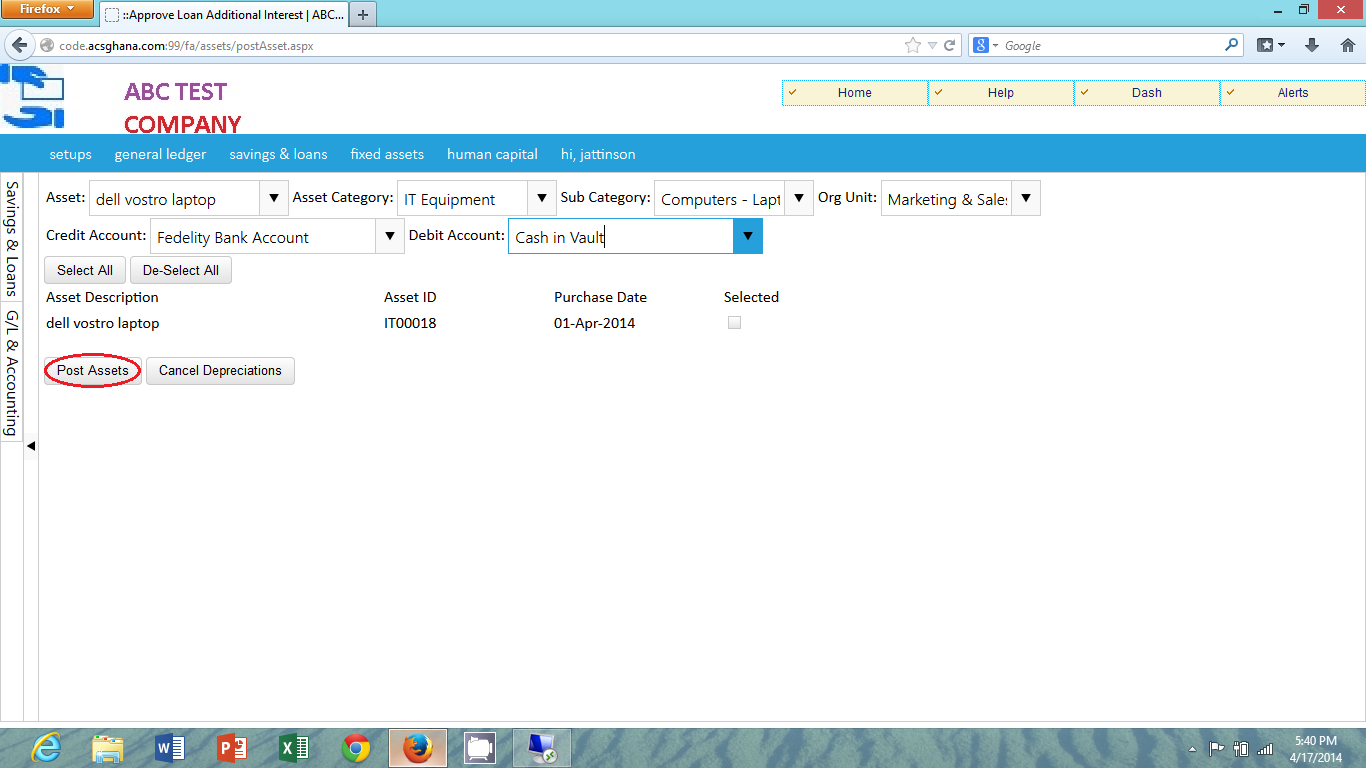 Firefox
::Approve Loan Additional Interest | ABC...
code.acsghana.com:99/fa/assets/postAsset.aspx
Google
ABC TEST
COMPANY
Home Help Dash Alerts
setups general ledger savings & loans fixed assets human capital hi, jattinson
Savings & Loans
G/L & Accounting
Asset: dell vostro laptop Asset Category: IT Equipment Sub Category: Computers - Lapt Org Unit: Marketing & Sales
Credit Account: Fedelity Bank Account Debit Account: Cash in Vault
Select All De-Select All
Asset Description Asset ID Purchase Date Selected
dell vostro laptop IT00018 01-Apr-2014
Post Assets Cancel Depreciations
5:40 PM
4/17/2014